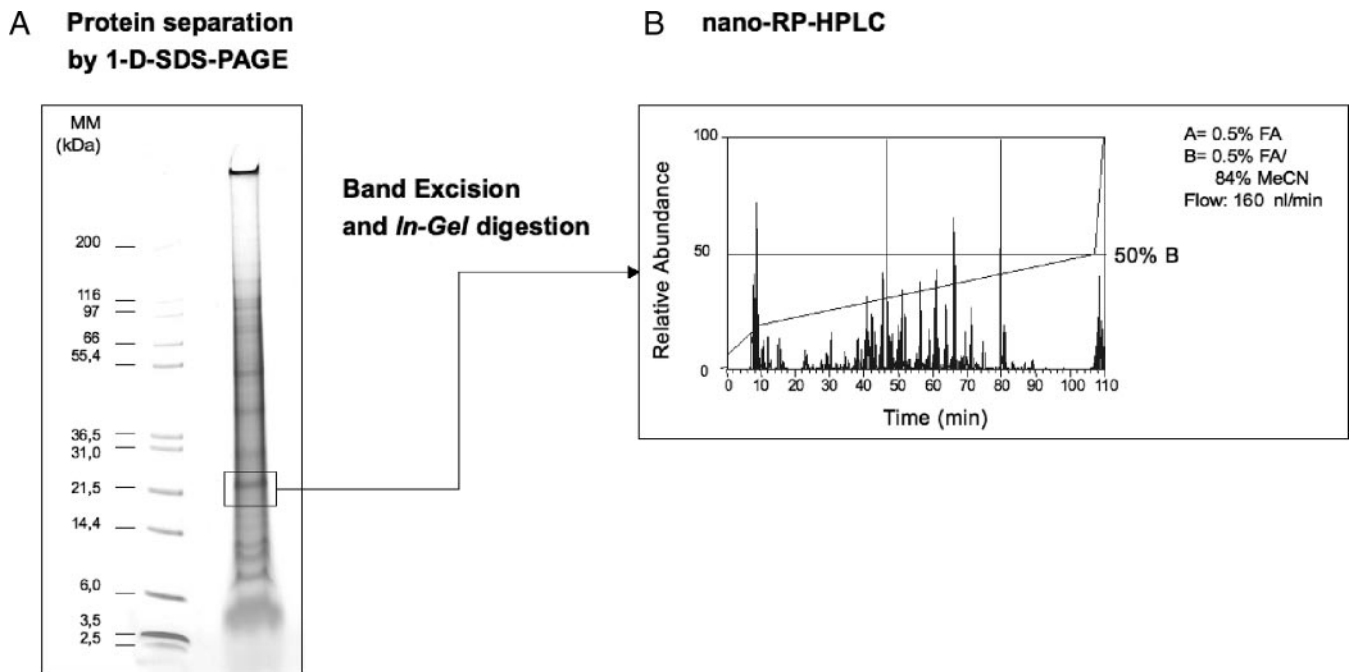 A Protein separation
by 1-D-SDS-PAGE
MM
(kDa)
200
116
97
66
55,4
36,5
31,0
21,5
14,4
6,0
3,5
2,5
Band Excision
and In-Gel digestion
B nano-RP-HPLC
100
50
0
Relative Abundance
0 10 20 30 40 50 60 70 80 90 100 110
Time (min)
50% B
A= 0.5% FA
B= 0.5% FA/
84% MeCN
Flow: 160 nl/min